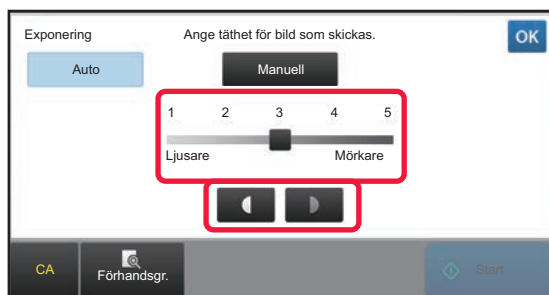 Exponering
Ange täthet för bild som skickas.
OK
Auto
Manuell
1 2 3 4 5
Ljusare
Mörkare
CA
Förhandsgr.
Start